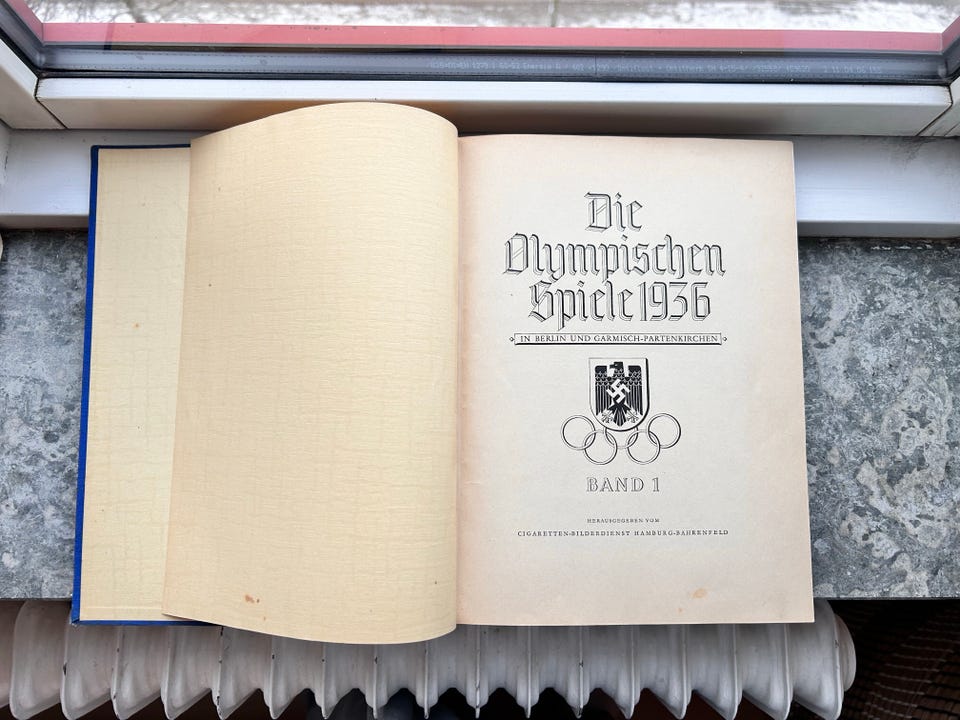 Die
Olympischen
Spiele 1936
IN BERLIN UND GARMISCH-PARTENKIRCHEN
BAND 1
HERAUSGEGEBEN VOM
CIGARETTEN-BILDERDIENST HAMBURG-BAHRENFELD